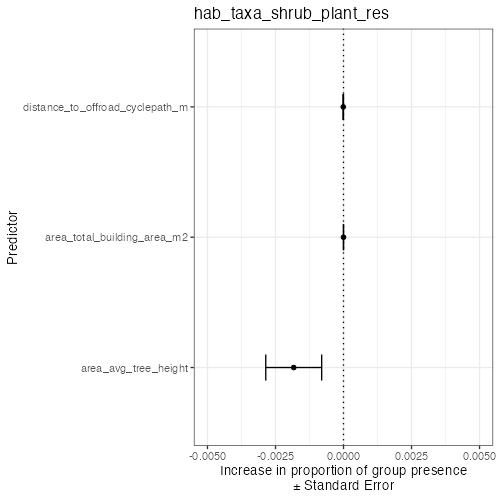 hab_taxa_shrub_plant_res
Predictor
distance_to_offroad_cyclepath_m
area_total_building_area_m2
area_avg_tree_height
-0.0050 -0.0025 0.0000 0.0025 0.0050
Increase in proportion of group presence
± Standard Error